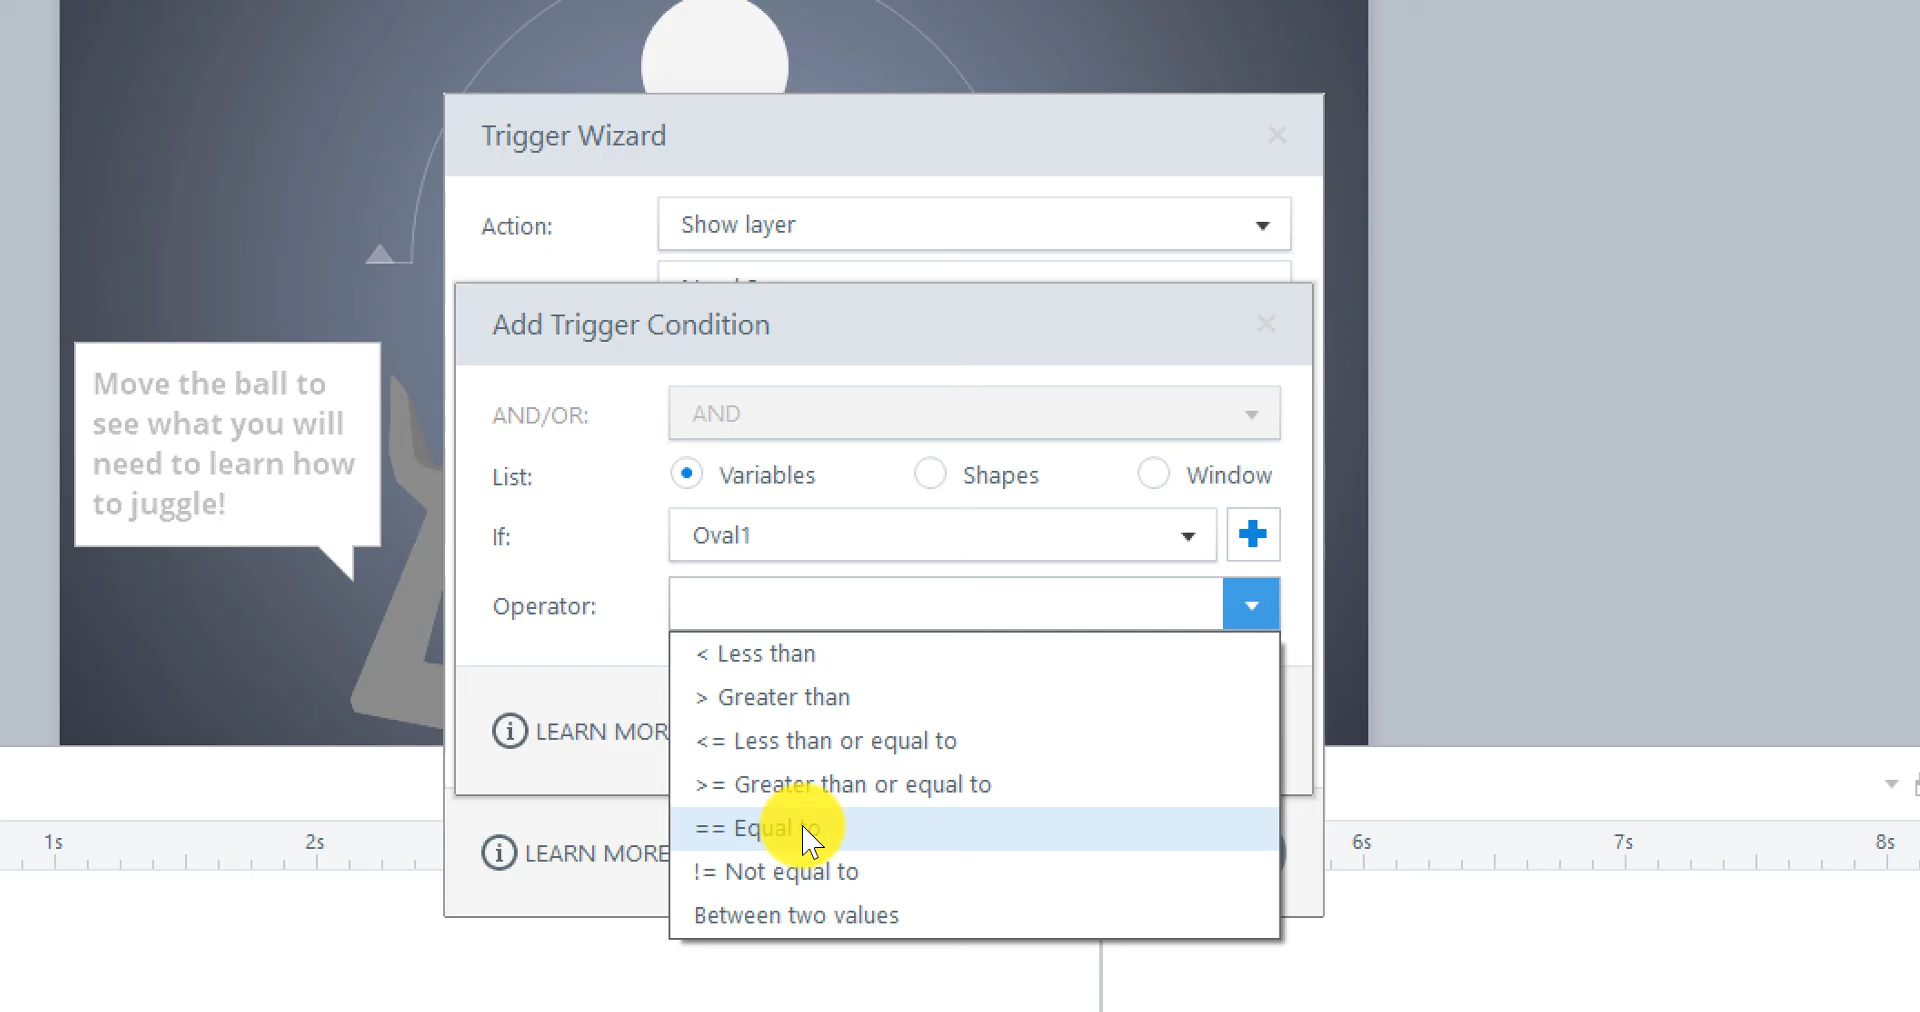 Trigger Wizard
Action:
Show layer
Add Trigger Condition
AND/OR:
AND
List:
Variables
Shapes
Window
If:
Oval1
Operator:
< Less than
> Greater than
<= Less than or equal to
>= Greater than or equal to
== Equal to
!= Not equal to
Between two values
LEARN MOR
LEARN MORE
Move the ball to
see what you will
need to learn how
to juggle!
1s
2s
6s
7s
8s